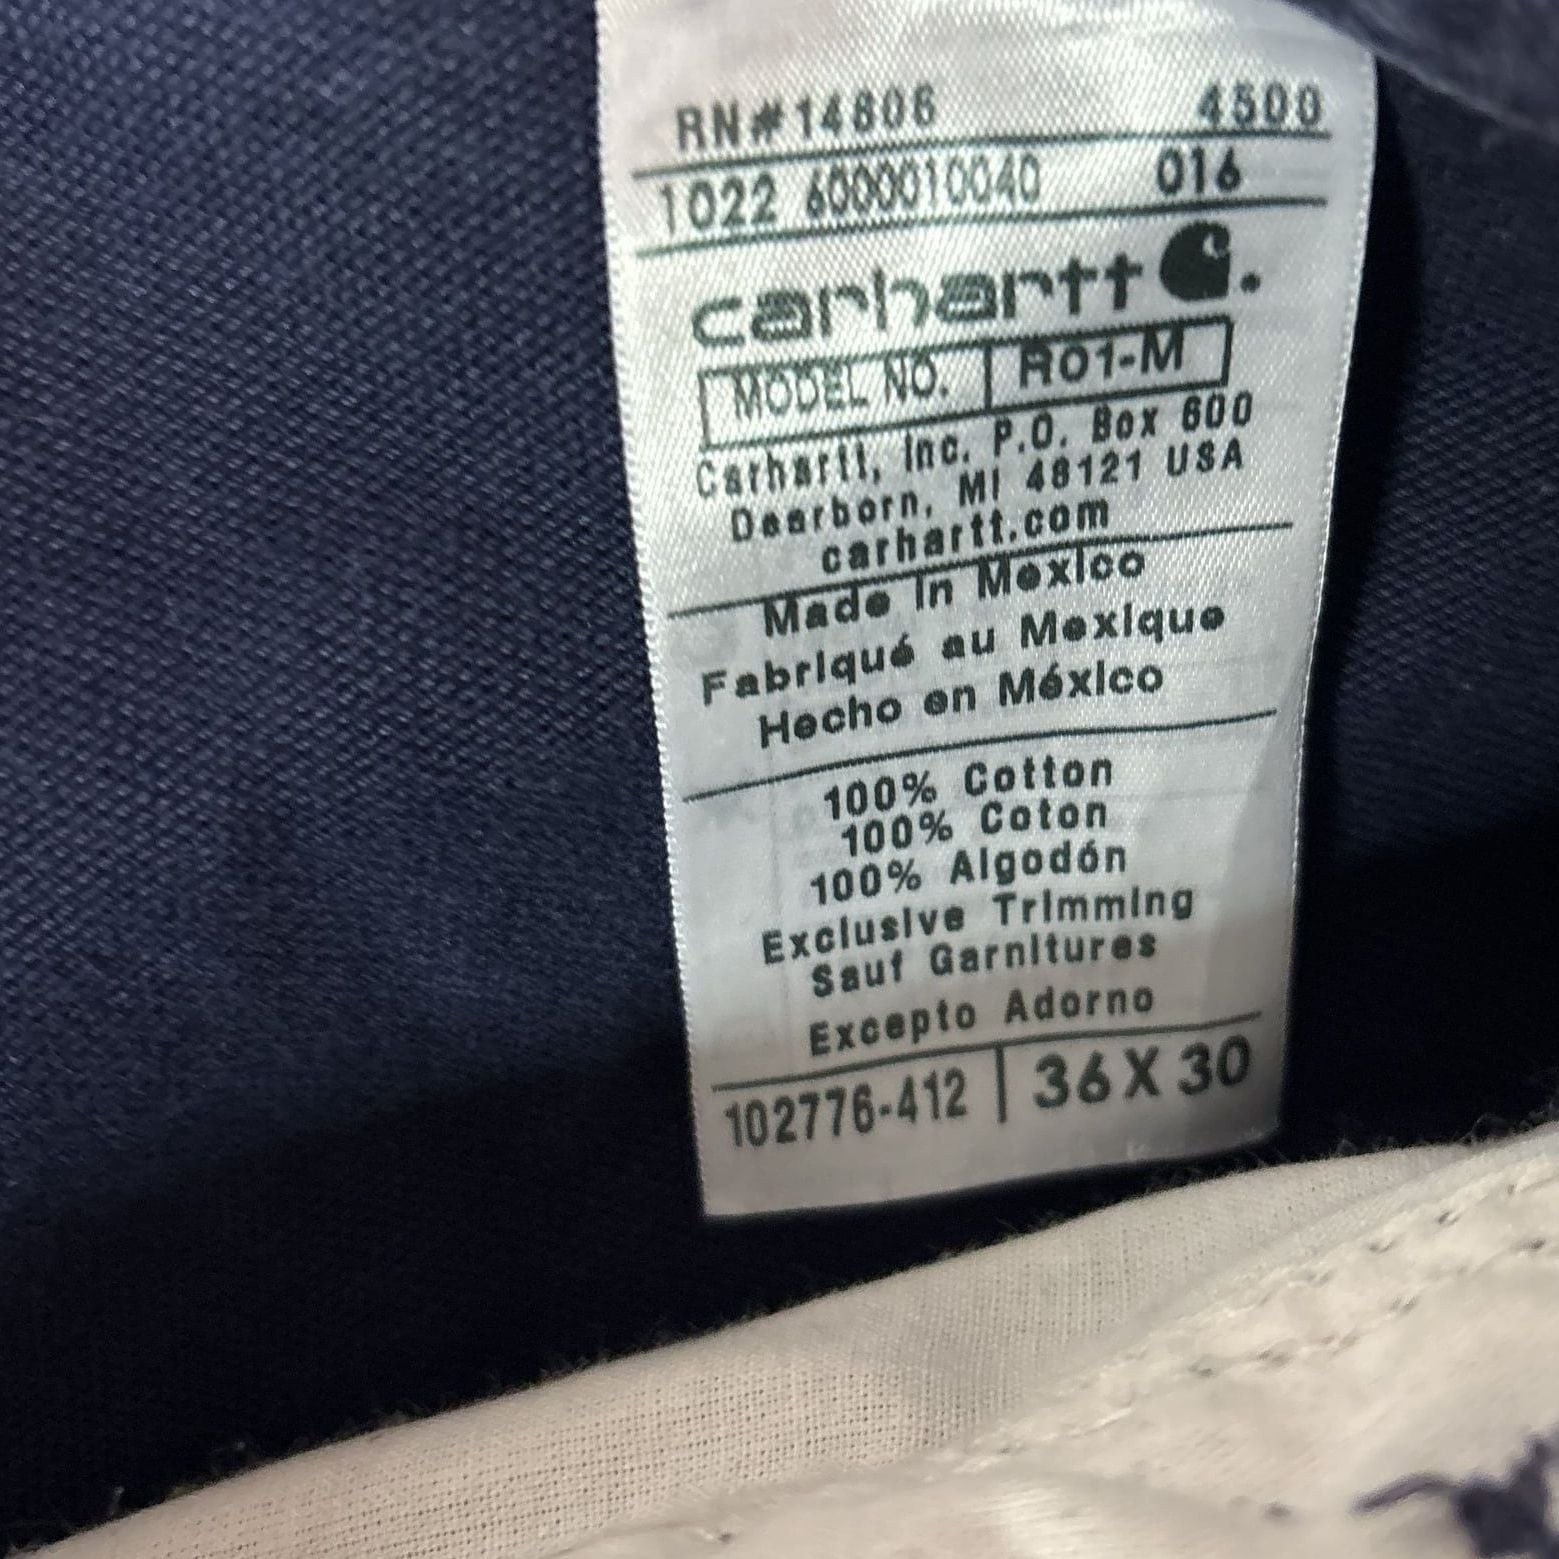 RN#14806 4500
1022 6000010040 016
carhartt.
MODEL NO. R01-M
Carhartt, Inc. P.O. Box 600
Dearborn, MI 48121 USA
carhartt.com
Made in Mexico
Fabriqué au Mexique
Hecho en México
100% Cotton
100% Coton
100% Algodón
Exclusive Trimming
Sauf Garnitures
Excepto Adorno
102776-412 36 X 30